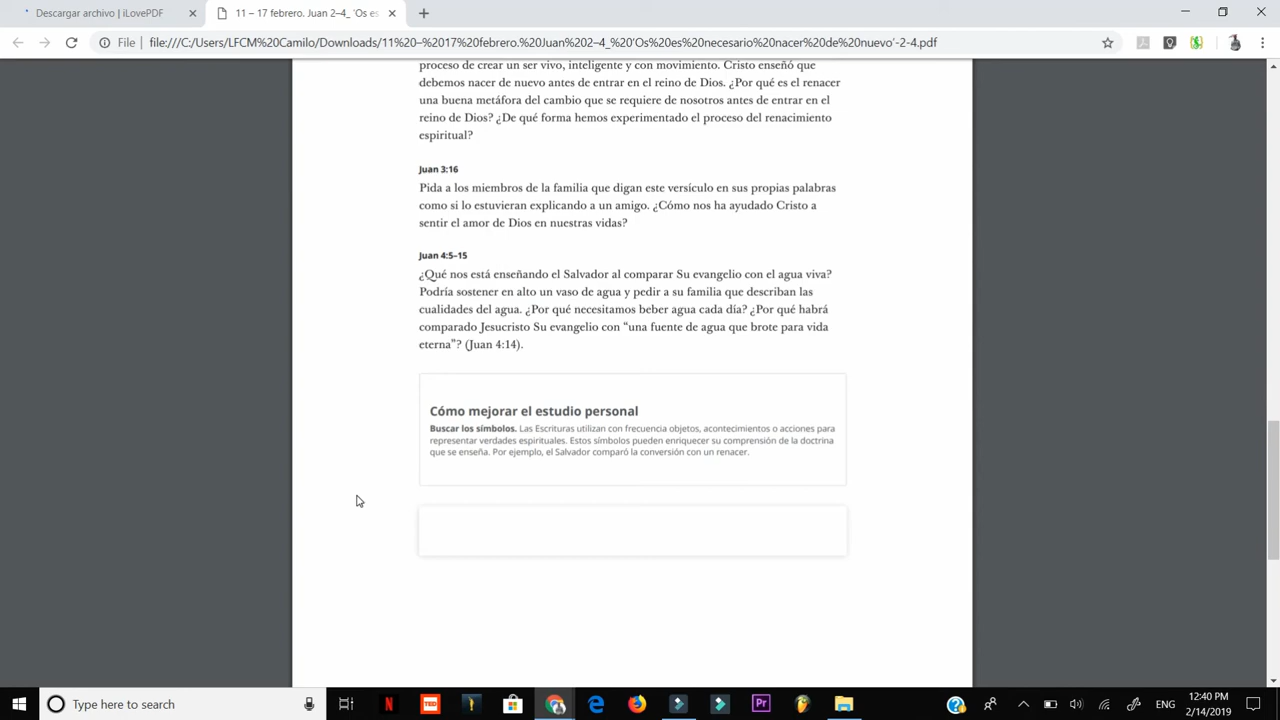 Descargar archivo | iLovePDF
11 – 17 febrero. Juan 2–4_ 'Os es
File
file:///C:/Users/LFCM%20Camilo/Downloads/11%20–%2017%20febrero.%20Juan%202–4_%20'Os%20es%20necesario%20nacer%20de%20nuevo'-2-4.pdf
proceso de crear un ser vivo, inteligente y con movimiento. Cristo enseñó que
debemos nacer de nuevo antes de entrar en el reino de Dios. ¿Por qué es el renacer
una buena metáfora del cambio que se requiere de nosotros antes de entrar en el
reino de Dios? ¿De qué forma hemos experimentado el proceso del renacimiento
espiritual?
Juan 3:16
Pida a los miembros de la familia que digan este versículo en sus propias palabras
como si lo estuvieran explicando a un amigo. ¿Cómo nos ha ayudado Cristo a
sentir el amor de Dios en nuestras vidas?
Juan 4:5–15
¿Qué nos está enseñando el Salvador al comparar Su evangelio con el agua viva?
Podría sostener en alto un vaso de agua y pedir a su familia que describan las
cualidades del agua. ¿Por qué necesitamos beber agua cada día? ¿Por qué habrá
comparado Jesucristo Su evangelio con “una fuente de agua que brote para vida
eterna”? (Juan 4:14).
Cómo mejorar el estudio personal
Buscar los símbolos. Las Escrituras utilizan con frecuencia objetos, acontecimientos o acciones para
representar verdades espirituales. Estos símbolos pueden enriquecer su comprensión de la doctrina
que se enseña. Por ejemplo, el Salvador comparó la conversión con un renacer.
Type here to search
N
TED
Pr
ENG
12:40 PM
2/14/2019